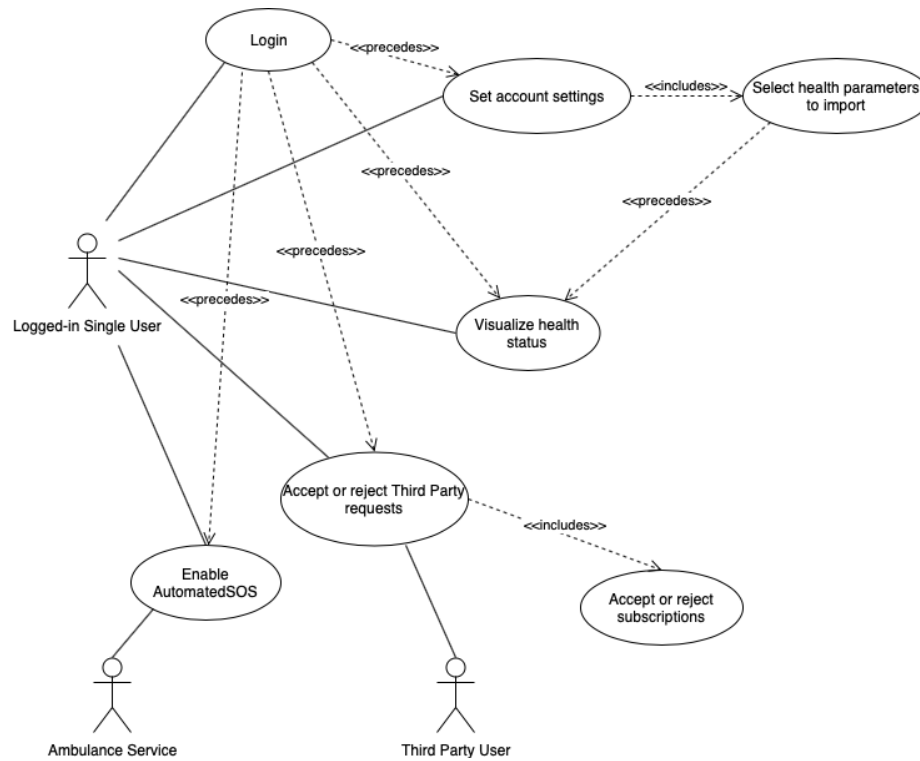 Login
<<precedes>>
Set account settings
<<includes>>
Select health parameters
to import
<<precedes>>
<<precedes>>
<<precedes>>
<<precedes>>
Logged-in Single User
Visualize health
status
Accept or reject Third Party
requests
<<includes>>
Enable
AutomatedSOS
Accept or reject
subscriptions
Ambulance Service
Third Party User